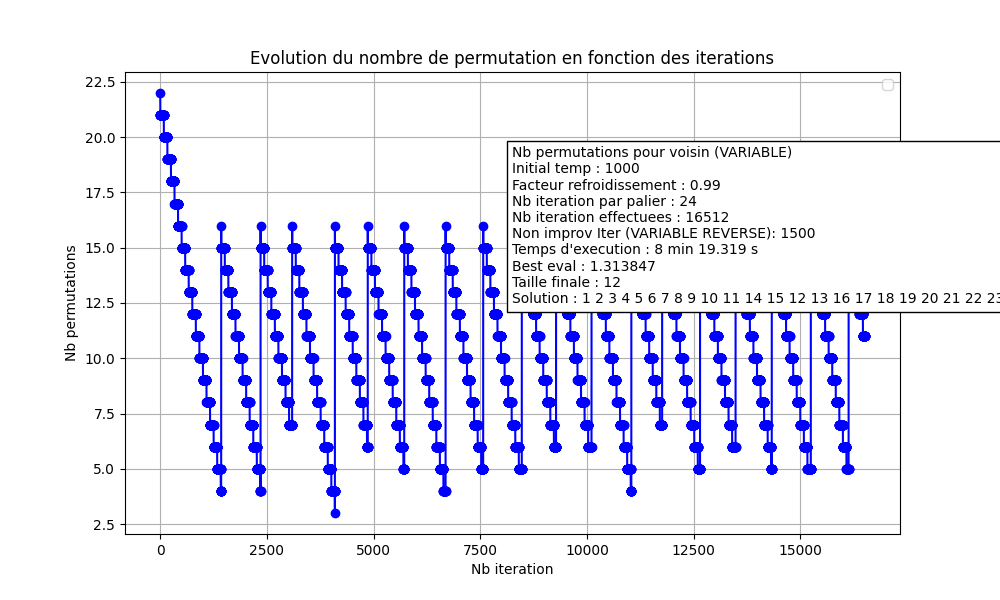 Evolution du nombre de permutation en fonction des iterations
22.5
20.0
17.5
15.0
12.5
10.0
7.5
5.0
2.5
Nb permutations
Nb permutations pour voisin (VARIABLE)
Initial temp : 1000
Facteur refroidissement : 0.99
Nb iteration par palier : 24
Nb iteration effectuees : 16512
Non improv Iter (VARIABLE REVERSE): 1500
Temps d'execution : 8 min 19.319 s
Best eval : 1.313847
Taille finale : 12
Solution : 1 2 3 4 5 6 7 8 9 10 11 14 15 12 13 16 17 18 19 20 21 22 23
0 2500 5000 7500 10000 12500 15000
Nb iteration